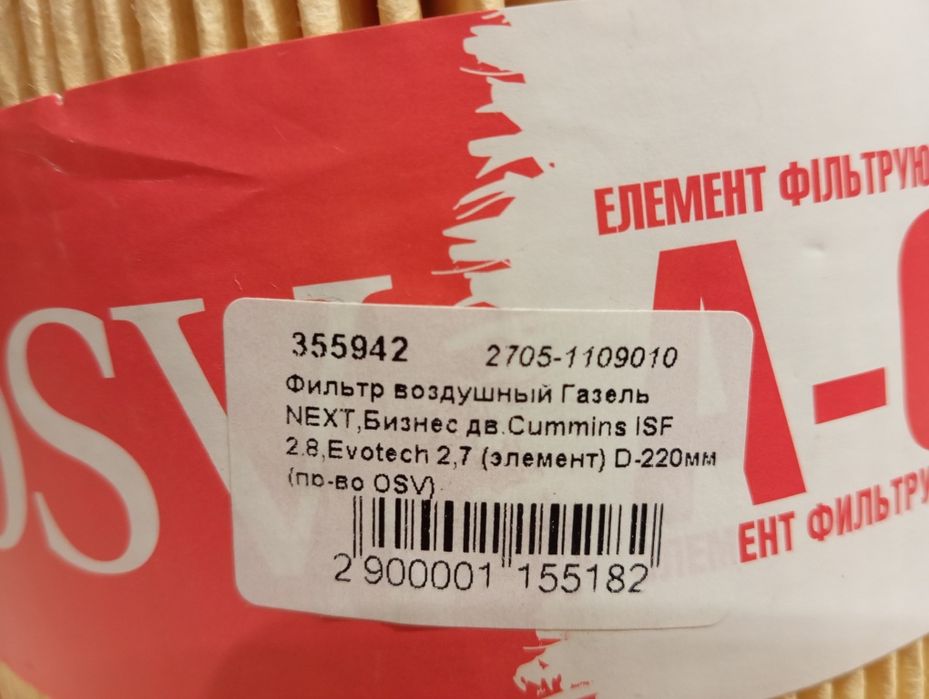 ЕЛЕМЕНТ ФІЛЬТРУЮ
OSV
А-
355942 2705-1109010
Фильтр воздушный Газель
NEXT,Бизнес дв.Cummins ISF
2.8,Evotech 2,7 (элемент) D-220мм
(пр-во OSV)
2 900001 155182
ЕНТ ФИЛЬТРУ